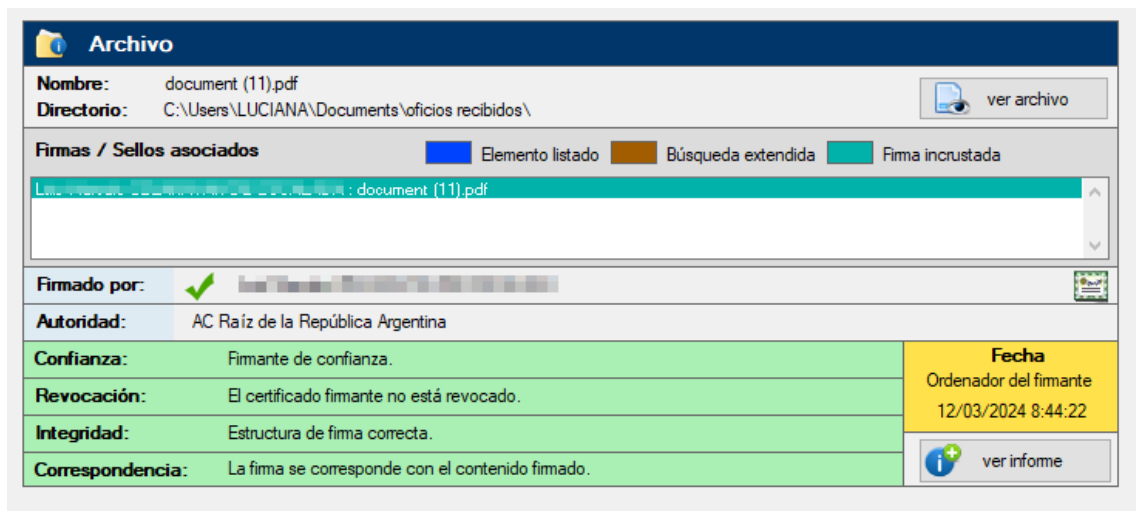 Archivo
Nombre: document (11).pdf
Directorio: C:\Users\LUCIANA\Documents\oficios recibidos\
ver archivo
Firmas / Sellos asociados
Elemento listado
Búsqueda extendida
Firma incrustada
: document (11).pdf
Firmado por:
Autoridad: AC Raíz de la República Argentina
Confianza: Firmante de confianza.
Revocación: El certificado firmante no está revocado.
Integridad: Estructura de firma correcta.
Correspondencia: La firma se corresponde con el contenido firmado.
Fecha
Ordenador del firmante
12/03/2024 8:44:22
ver informe